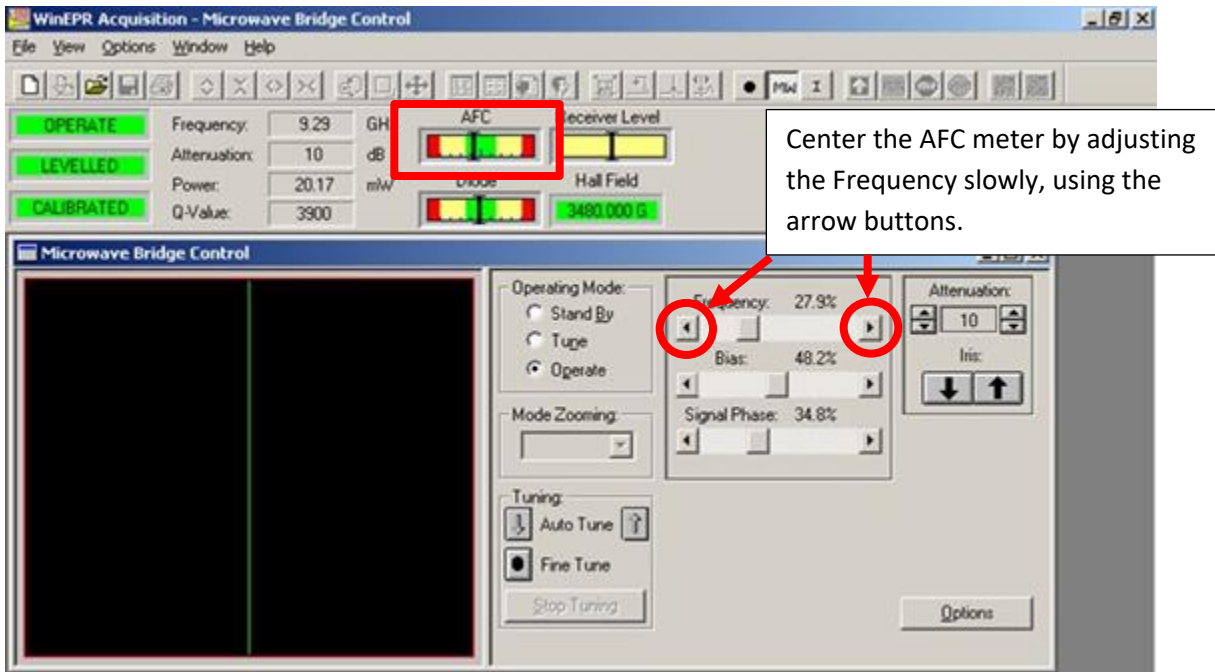 WinEPR Acquisition - Microwave Bridge Control
File View Options Window Help
MW I
OPERATE Frequency: 9.29 GH AFC Receiver Level
LEVELLED Attenuation: 10 dB
Power: 20.17 mW Diode Hall Field
CALIBRATED Q-Value: 3900 3480.000 G
Center the AFC meter by adjusting
the Frequency slowly, using the
arrow buttons.
Microwave Bridge Control
Operating Mode:
Stand By
Tune
Operate
Mode Zooming:
Tuning:
Auto Tune
Fine Tune
Stop Tuning
Frequency: 27.9%
Bias: 48.2%
Signal Phase: 34.8%
Attenuation:
10
Iris:
Options